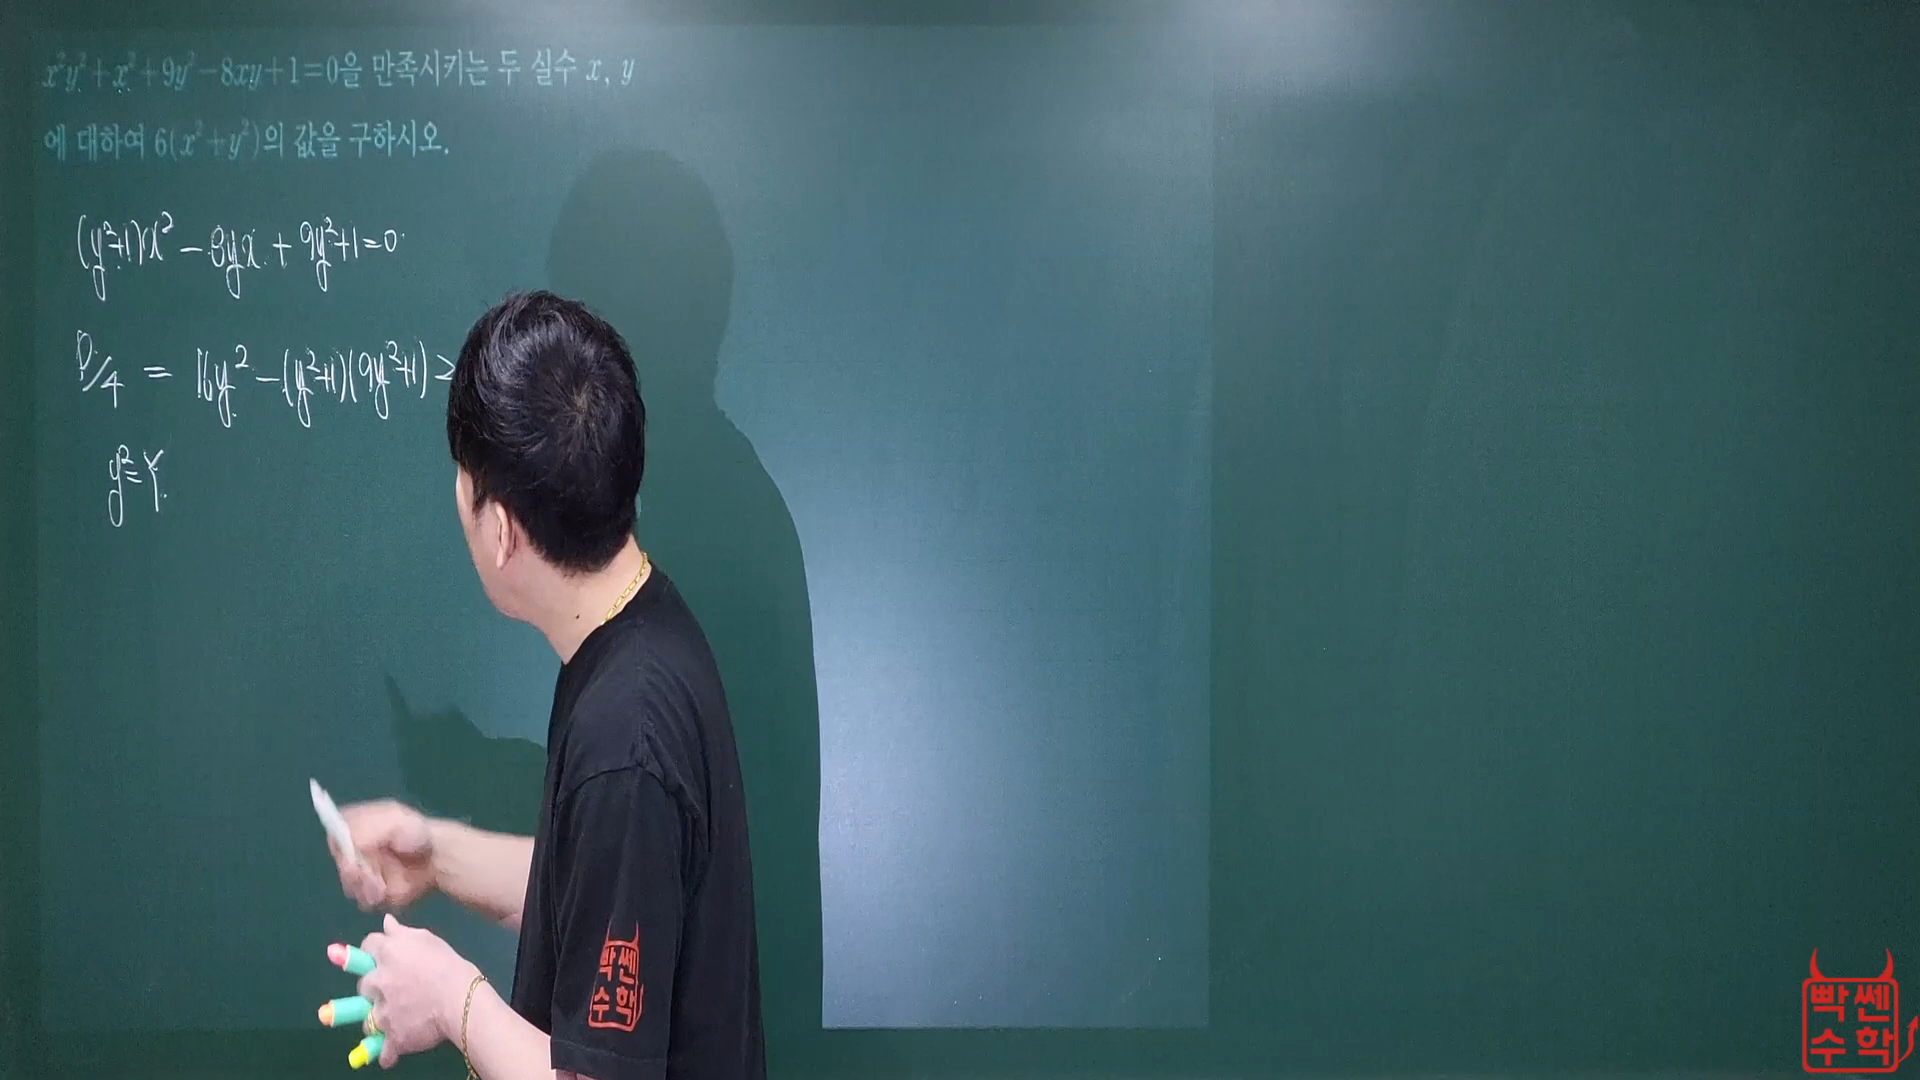 x²y²+x²+9y²-8xy+1=0을 만족시키는 두 실수 x, y
에 대하여 6(x²+y²)의 값을 구하시오.
(y²+1)x² - 8yx + 9y²+1=0
D/4 = 16y² - (y²+1)(9y²+1) ≥
y²=Y
빡쎈
수학
빡쎈
수학